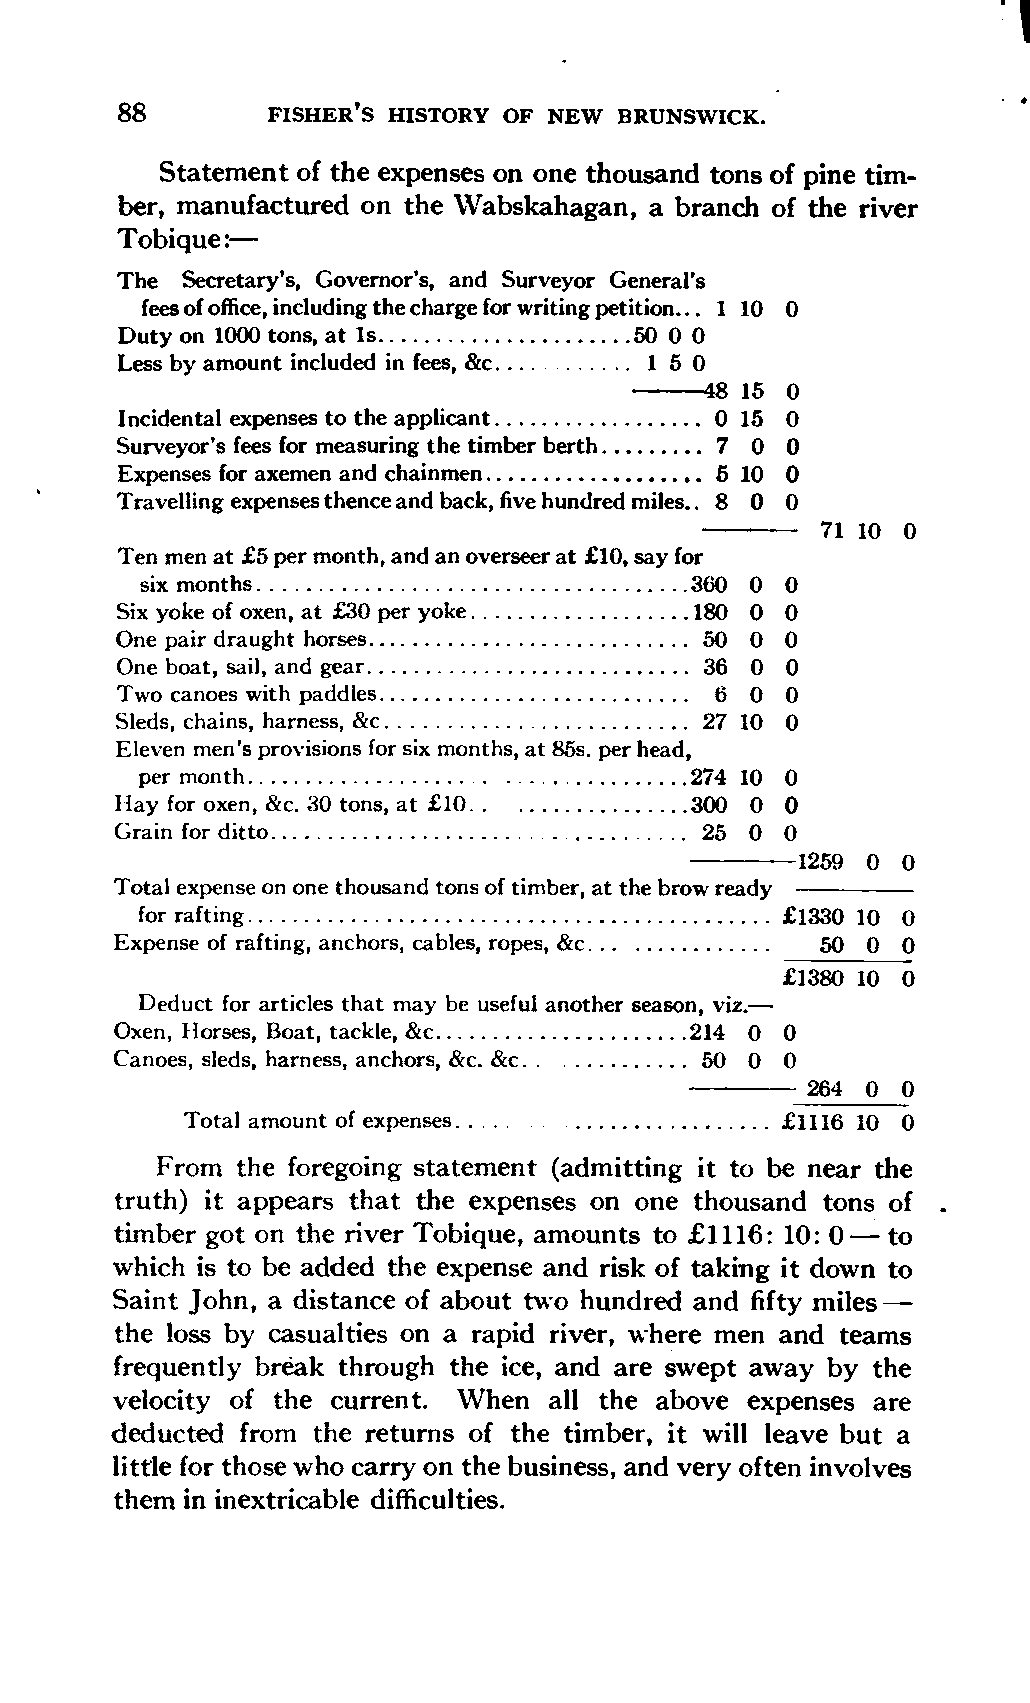 88 FISHER'S HISTORY OF NEW BRUNSWICK.
Statement of the expenses on one thousand tons of pine tim-
ber, manufactured on the Wabskahagan, a branch of the river
Tobique:—
The Secretary's, Governor's, and Surveyor General's
fees of office, including the charge for writing petition... 1 10 0
Duty on 1000 tons, at 1s......................50 0 0
Less by amount included in fees, &c............. 1 5 0
———48 15 0
Incidental expenses to the applicant.................. 0 15 0
Surveyor's fees for measuring the timber berth......... 7 0 0
Expenses for axemen and chainmen................... 5 10 0
Travelling expenses thence and back, five hundred miles.. 8 0 0
——— 71 10 0
Ten men at £5 per month, and an overseer at £10, say for
six months......................................360 0 0
Six yoke of oxen, at £30 per yoke...................180 0 0
One pair draught horses............................ 50 0 0
One boat, sail, and gear............................ 36 0 0
Two canoes with paddles........................... 6 0 0
Sleds, chains, harness, &c.......................... 27 10 0
Eleven men's provisions for six months, at 85s. per head,
per month......................................274 10 0
Hay for oxen, &c. 30 tons, at £10.. ...............300 0 0
Grain for ditto.................................... 25 0 0
———1259 0 0
Total expense on one thousand tons of timber, at the brow ready ———
for rafting............................................. £1330 10 0
Expense of rafting, anchors, cables, ropes, &c... ............ 50 0 0
£1380 10 0
Deduct for articles that may be useful another season, viz.—
Oxen, Horses, Boat, tackle, &c......................214 0 0
Canoes, sleds, harness, anchors, &c. &c. . ............ 50 0 0
——— 264 0 0
Total amount of expenses..... ................. £1116 10 0
From the foregoing statement (admitting it to be near the
truth) it appears that the expenses on one thousand tons of
timber got on the river Tobique, amounts to £1116: 10: 0 — to
which is to be added the expense and risk of taking it down to
Saint John, a distance of about two hundred and fifty miles —
the loss by casualties on a rapid river, where men and teams
frequently break through the ice, and are swept away by the
velocity of the current. When all the above expenses are
deducted from the returns of the timber, it will leave but a
little for those who carry on the business, and very often involves
them in inextricable difficulties.